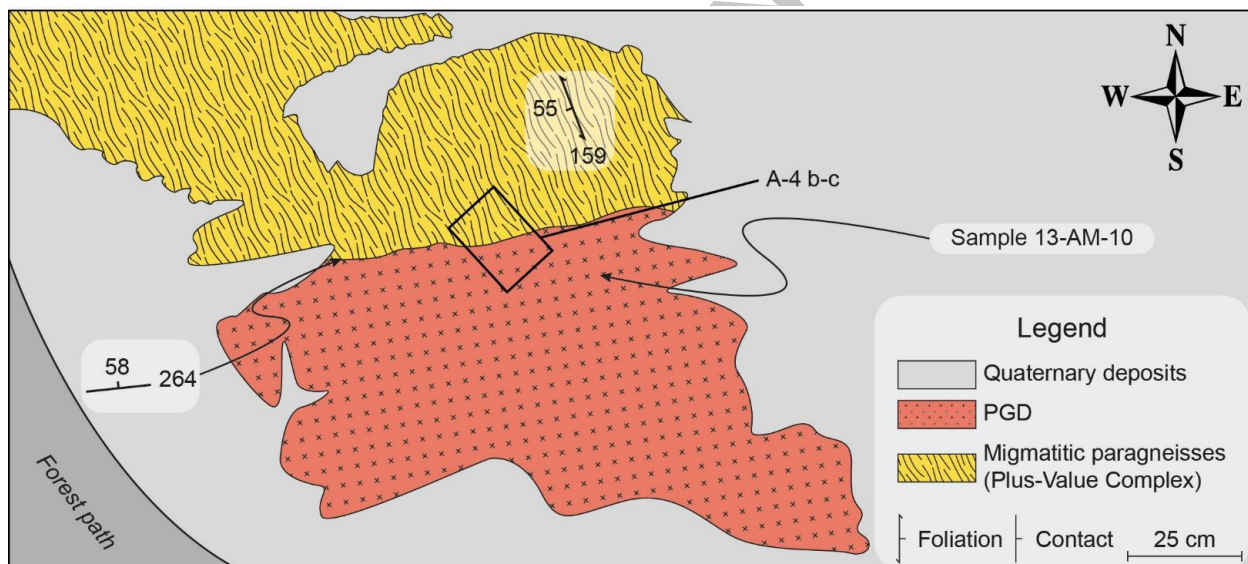 N
W E
S
55
159
A-4 b-c
Sample 13-AM-10
58
264
Forest path
Legend
Quaternary deposits
PGD
Migmatitic paragneisses
(Plus-Value Complex)
Foliation Contact 25 cm